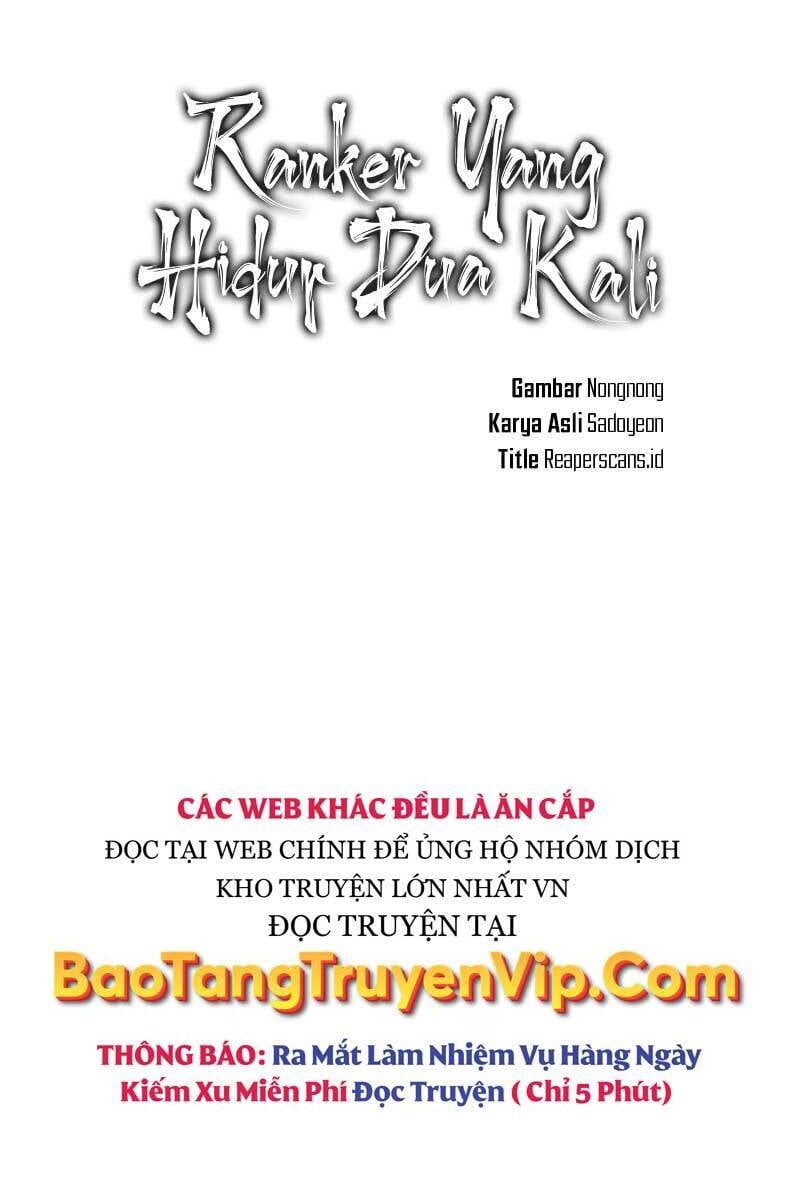 Ranker Yang
Hidup Dua Kali
Gambar Nongnong
Karya Asli Sadoyeon
Title Reaperscans.id
CÁC WEB KHÁC ĐỀU LÀ ĂN CẮP
ĐỌC TẠI WEB CHÍNH ĐỂ ỦNG HỘ NHÓM DỊCH
KHO TRUYỆN LỚN NHẤT VN
ĐỌC TRUYỆN TẠI
BaoTangTruyenVip.Com
THÔNG BÁO: Ra Mắt Làm Nhiệm Vụ Hàng Ngày
Kiếm Xu Miễn Phí Đọc Truyện ( Chỉ 5 Phút)